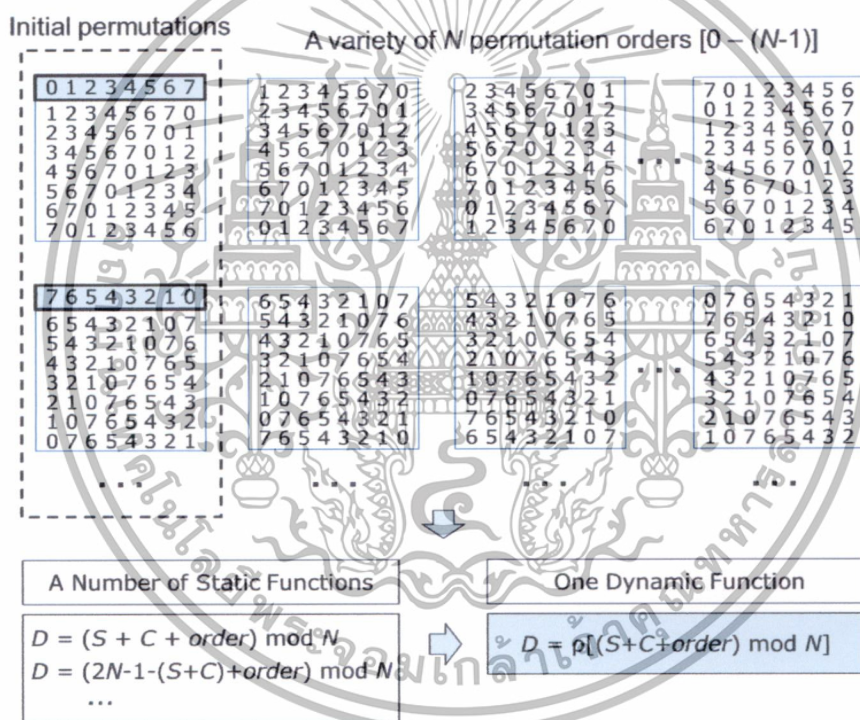 Initial permutations
A variety of N permutation orders [0 – (N-1)]
0 1 2 3 4 5 6 7
1 2 3 4 5 6 7 0
2 3 4 5 6 7 0 1
3 4 5 6 7 0 1 2
4 5 6 7 0 1 2 3
5 6 7 0 1 2 3 4
6 7 0 1 2 3 4 5
7 0 1 2 3 4 5 6
1 2 3 4 5 6 7 0
2 3 4 5 6 7 0 1
3 4 5 6 7 0 1 2
4 5 6 7 0 1 2 3
5 6 7 0 1 2 3 4
6 7 0 1 2 3 4 5
7 0 1 2 3 4 5 6
0 1 2 3 4 5 6 7
2 3 4 5 6 7 0 1
3 4 5 6 7 0 1 2
4 5 6 7 0 1 2 3
5 6 7 0 1 2 3 4
6 7 0 1 2 3 4 5
7 0 1 2 3 4 5 6
0 1 2 3 4 5 6 7
1 2 3 4 5 6 7 0
...
7 0 1 2 3 4 5 6
0 1 2 3 4 5 6 7
1 2 3 4 5 6 7 0
2 3 4 5 6 7 0 1
3 4 5 6 7 0 1 2
4 5 6 7 0 1 2 3
5 6 7 0 1 2 3 4
6 7 0 1 2 3 4 5
7 6 5 4 3 2 1 0
6 5 4 3 2 1 0 7
5 4 3 2 1 0 7 6
4 3 2 1 0 7 6 5
3 2 1 0 7 6 5 4
2 1 0 7 6 5 4 3
1 0 7 6 5 4 3 2
0 7 6 5 4 3 2 1
6 5 4 3 2 1 0 7
5 4 3 2 1 0 7 6
4 3 2 1 0 7 6 5
3 2 1 0 7 6 5 4
2 1 0 7 6 5 4 3
1 0 7 6 5 4 3 2
0 7 6 5 4 3 2 1
7 6 5 4 3 2 1 0
5 4 3 2 1 0 7 6
4 3 2 1 0 7 6 5
3 2 1 0 7 6 5 4
2 1 0 7 6 5 4 3
1 0 7 6 5 4 3 2
0 7 6 5 4 3 2 1
7 6 5 4 3 2 1 0
6 5 4 3 2 1 0 7
...
0 7 6 5 4 3 2 1
7 6 5 4 3 2 1 0
6 5 4 3 2 1 0 7
5 4 3 2 1 0 7 6
4 3 2 1 0 7 6 5
3 2 1 0 7 6 5 4
2 1 0 7 6 5 4 3
1 0 7 6 5 4 3 2
... ... ... ...
A Number of Static Functions
D = (S + C + order) mod N
D = (2N-1-(S+C)+order) mod N
...
One Dynamic Function
D = p[(S+C+order) mod N]